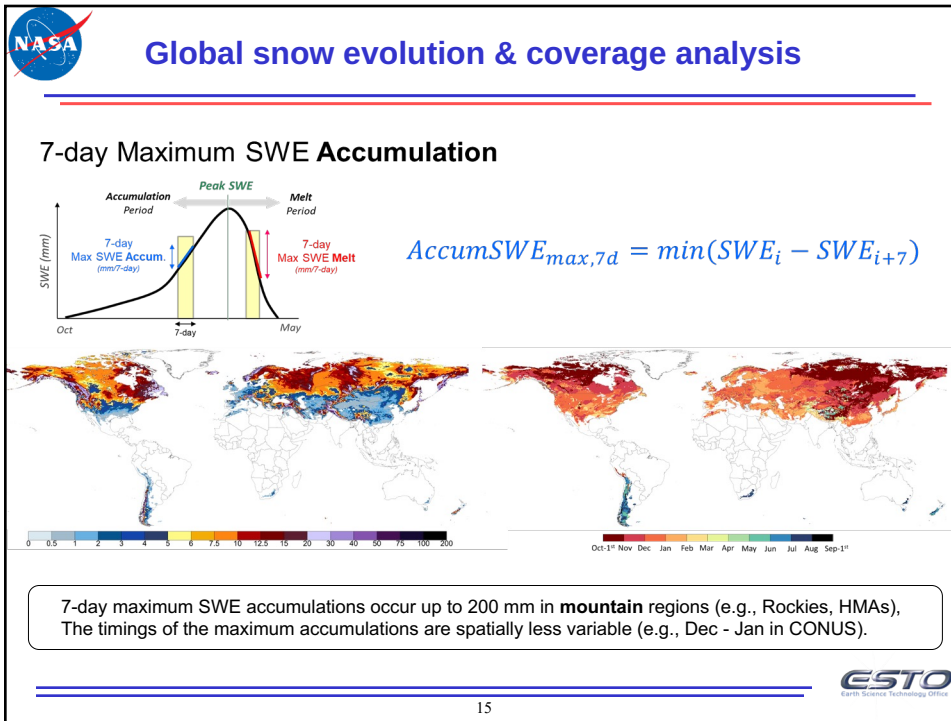 NASA
Global snow evolution & coverage analysis
7-day Maximum SWE Accumulation
Peak SWE
Accumulation
Period
Melt
Period
7-day
Max SWE Accum.
(mm/7-day)
7-day
Max SWE Melt
(mm/7-day)
SWE (mm)
Oct
7-day
May
AccumSWE_{max,7d} = min(SWE_i − SWE_{i+7})
0 0.5 1 2 3 4 5 6 7.5 10 12.5 15 20 30 40 50 75 100 200
Oct-1st Nov Dec Jan Feb Mar Apr May Jun Jul Aug Sep-1st
7-day maximum SWE accumulations occur up to 200 mm in mountain regions (e.g., Rockies, HMAs),
The timings of the maximum accumulations are spatially less variable (e.g., Dec - Jan in CONUS).
ESTO
Earth Science Technology Office
15